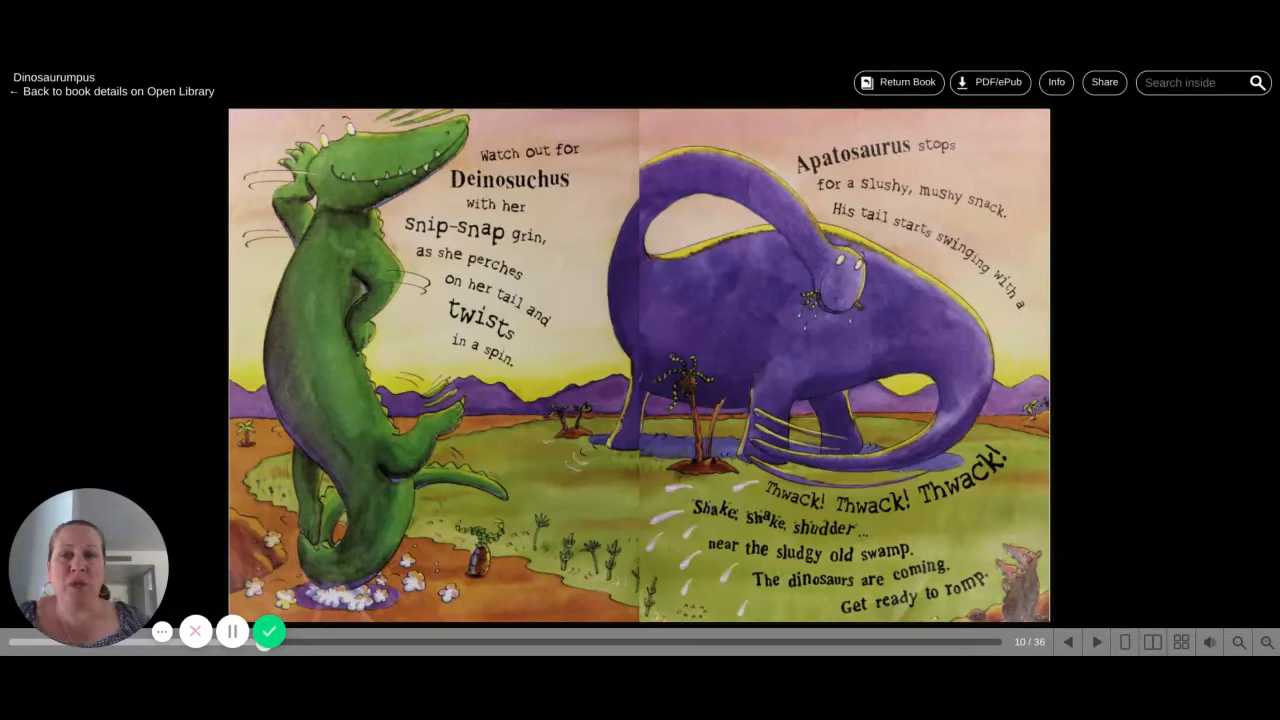 Dinosaurumpus
← Back to book details on Open Library
Return Book
PDF/ePub
Info
Share
Search inside
Watch out for
Deinosuchus
with her
snip-snap grin,
as she perches
on her tail and
twists
in a spin.
Apatosaurus stops
for a slushy, mushy snack.
His tail starts swinging with a
Thwack! Thwack! Thwack!
Shake, shake, shudder...
near the sludgy old swamp.
The dinosaurs are coming.
Get ready to romp.
10 / 36